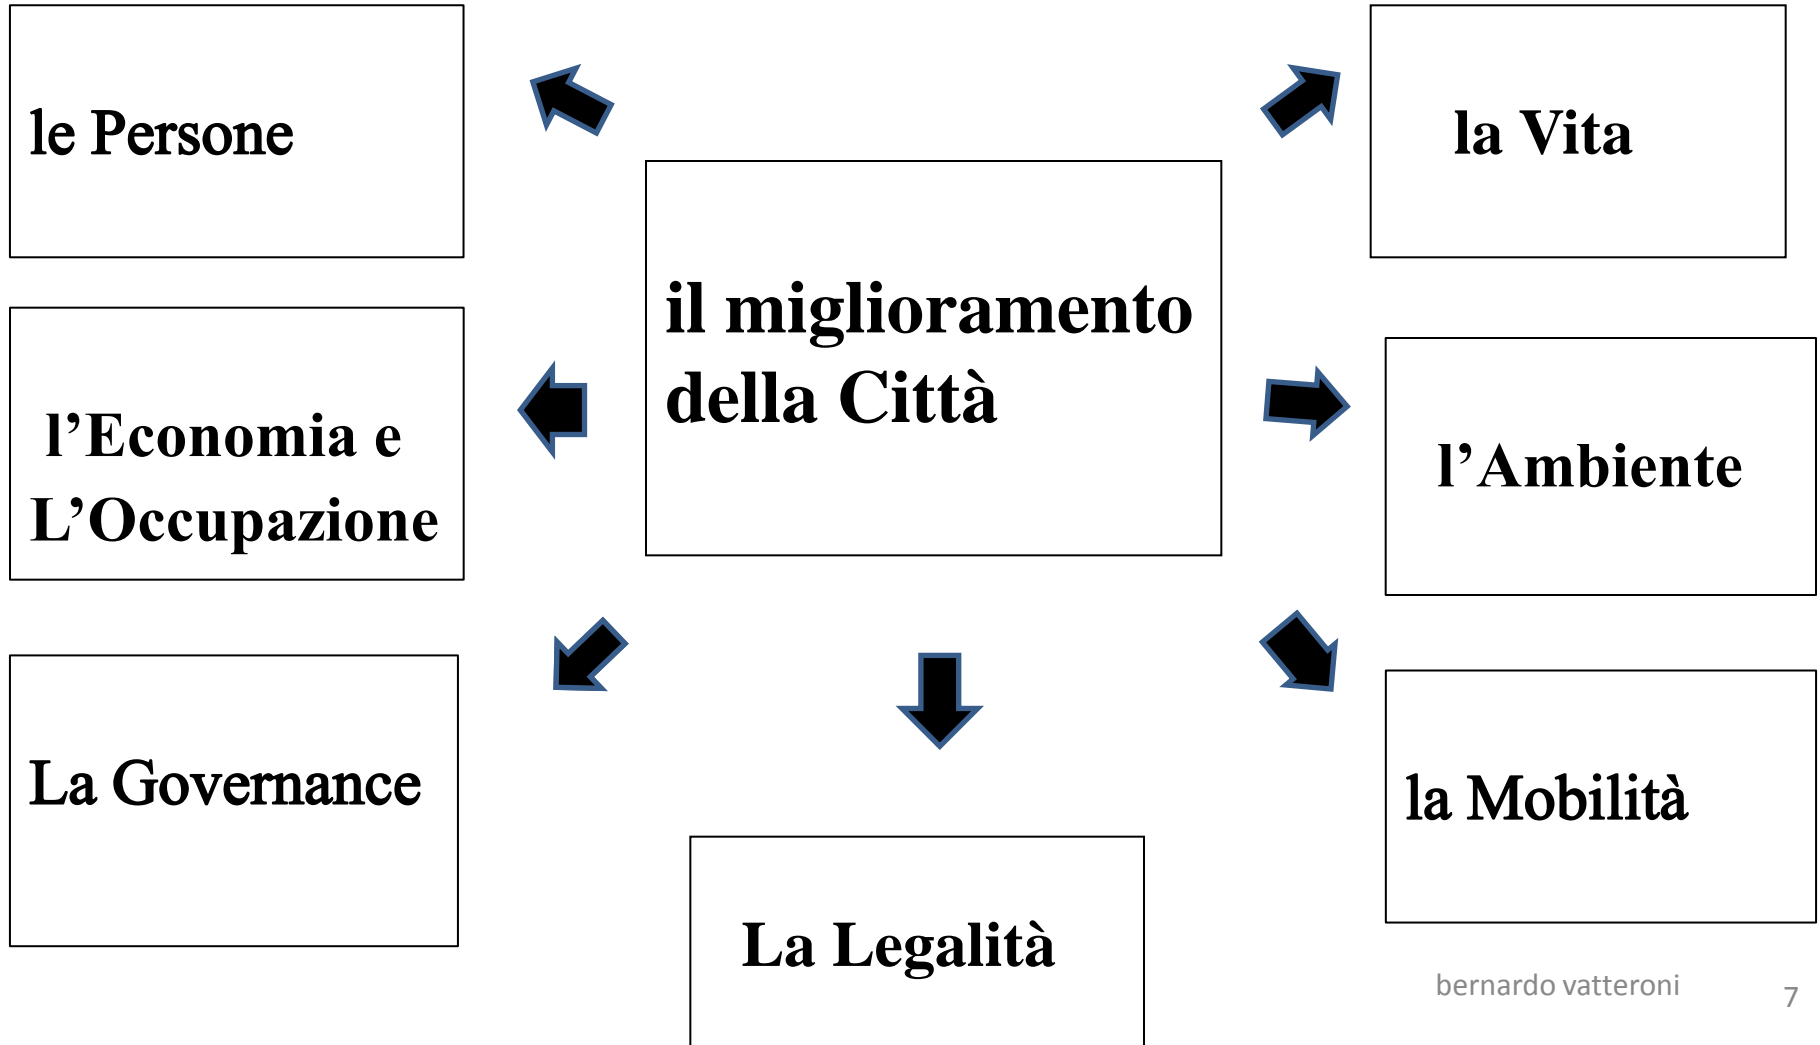 le Persone
la Vita
il miglioramento
della Città
l’Economia e
L’Occupazione
l’Ambiente
La Governance
la Mobilità
La Legalità
bernardo vatteroni
7